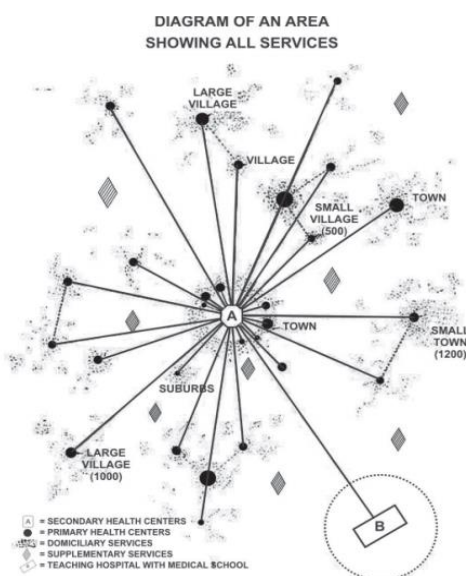 DIAGRAM OF AN AREA
SHOWING ALL SERVICES
LARGE
VILLAGE
VILLAGE
TOWN
SMALL
VILLAGE
(500)
A
TOWN
SMALL
TOWN
(1200)
SUBURBS
LARGE
VILLAGE
(1000)
B
A = SECONDARY HEALTH CENTERS
= PRIMARY HEALTH CENTERS
= DOMICILIARY SERVICES
= SUPPLEMENTARY SERVICES
= TEACHING HOSPITAL WITH MEDICAL SCHOOL